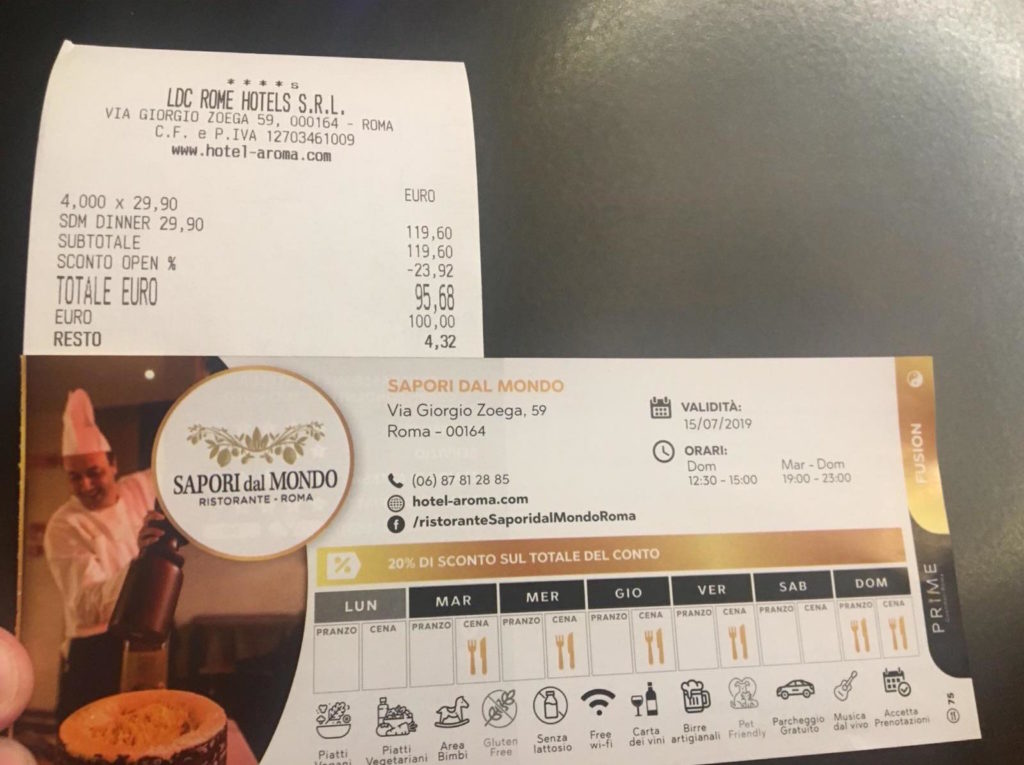 * * * * s
LDC ROME HOTELS S.R.L.
VIA GIORGIO ZOEGA 59, 000164 - ROMA
C.F. e P.IVA 12703461009
www.hotel-aroma.com
EURO
4,000 x 29,90
SDM DINNER 29,90 119,60
SUBTOTALE 119,60
SCONTO OPEN % -23,92
TOTALE EURO 95,68
EURO 100,00
RESTO 4,32
SAPORI dal MONDO
RISTORANTE - ROMA
SAPORI DAL MONDO
Via Giorgio Zoega, 59
Roma - 00164
(06) 87 81 28 85
hotel-aroma.com
f /ristoranteSaporidalMondoRoma
VALIDITÀ:
15/07/2019
ORARI:
Dom Mar - Dom
12:30 - 15:00 19:00 - 23:00
FUSION
PRIME
% 20% DI SCONTO SUL TOTALE DEL CONTO
LUN MAR MER GIO VER SAB DOM
PRANZO CENA PRANZO CENA PRANZO CENA PRANZO CENA PRANZO CENA PRANZO CENA PRANZO CENA
Piatti Vegani
Piatti Vegetariani
Area Bimbi
Gluten Free
Senza lattosio
Free wi-fi
Carta dei vini
Birre artigianali
Pet Friendly
Parcheggio Gratuito
Musica dal vivo
Accetta Prenotazioni
75